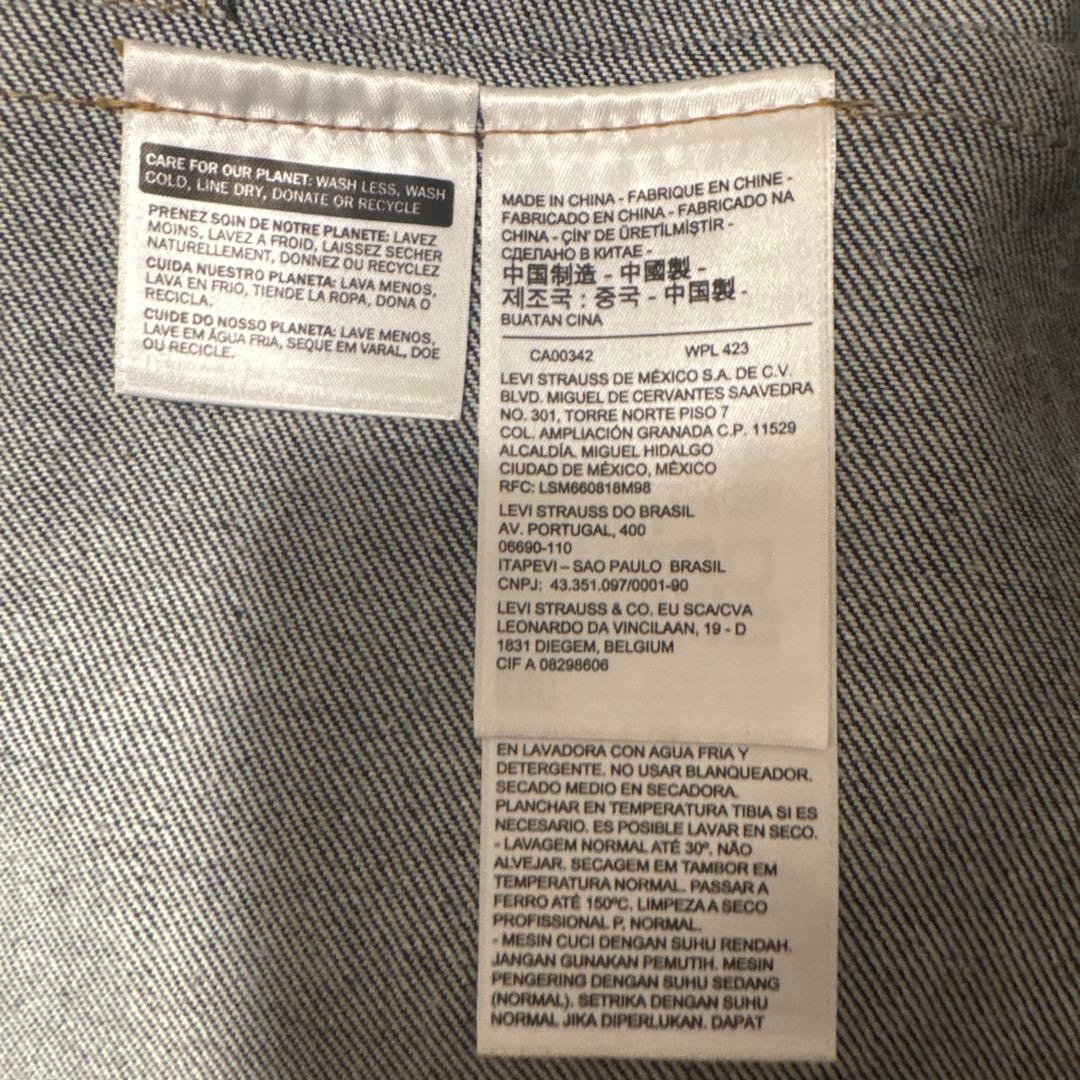 CARE FOR OUR PLANET: WASH LESS, WASH
COLD, LINE DRY, DONATE OR RECYCLE
PRENEZ SOIN DE NOTRE PLANETE: LAVEZ
MOINS, LAVEZ A FROID, LAISSEZ SECHER
NATURELLEMENT, DONNEZ OU RECYCLEZ
CUIDA NUESTRO PLANETA: LAVA MENOS,
LAVA EN FRIO, TIENDE LA ROPA, DONA O
RECICLA.
CUIDE DO NOSSO PLANETA: LAVE MENOS,
LAVE EM ÁGUA FRIA, SEQUE EM VARAL, DOE
OU RECICLE.
MADE IN CHINA - FABRIQUE EN CHINE -
FABRICADO EN CHINA - FABRICADO NA
CHINA - ÇİN' DE ÜRETİLMİŞTİR -
СДЕЛАНО В КИТАЕ -
中国制造 - 中國製 -
제조국 : 중국 - 中国製 -
BUATAN CINA
CA00342 WPL 423
LEVI STRAUSS DE MÉXICO S.A. DE C.V.
BLVD. MIGUEL DE CERVANTES SAAVEDRA
NO. 301, TORRE NORTE PISO 7
COL. AMPLIACIÓN GRANADA C.P. 11529
ALCALDÍA. MIGUEL HIDALGO
CIUDAD DE MÉXICO, MÉXICO
RFC: LSM660818M98
LEVI STRAUSS DO BRASIL
AV. PORTUGAL, 400
06690-110
ITAPEVI – SAO PAULO BRASIL
CNPJ: 43.351.097/0001-90
LEVI STRAUSS & CO. EU SCA/CVA
LEONARDO DA VINCILAAN, 19 - D
1831 DIEGEM, BELGIUM
CIF A 08298606
EN LAVADORA CON AGUA FRIA Y
DETERGENTE. NO USAR BLANQUEADOR.
SECADO MEDIO EN SECADORA.
PLANCHAR EN TEMPERATURA TIBIA SI ES
NECESARIO. ES POSIBLE LAVAR EN SECO.
- LAVAGEM NORMAL ATÉ 30º. NÃO
ALVEJAR. SECAGEM EM TAMBOR EM
TEMPERATURA NORMAL. PASSAR A
FERRO ATÉ 150ºC. LIMPEZA A SECO
PROFISSIONAL P, NORMAL.
- MESIN CUCI DENGAN SUHU RENDAH.
JANGAN GUNAKAN PEMUTIH. MESIN
PENGERING DENGAN SUHU SEDANG
(NORMAL). SETRIKA DENGAN SUHU
NORMAL JIKA DIPERLUKAN. DAPAT